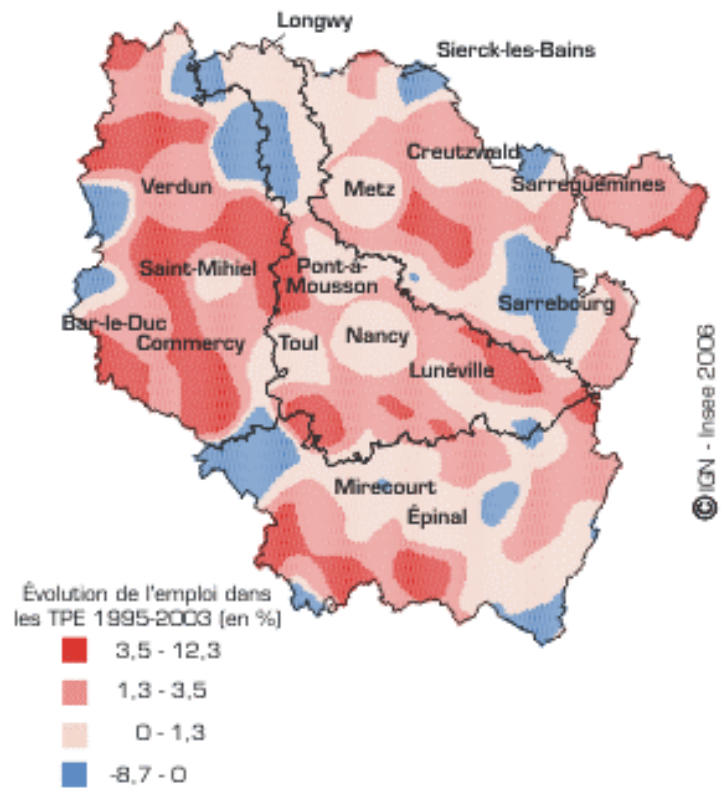 Longwy
Sierck-les-Bains
Creutzwald
Sarreguemines
Verdun
Metz
Saint-Mihiel
Pont-à-
Mousson
Sarrebourg
Bar-le-Duc
Commercy
Toul
Nancy
Lunéville
Mirecourt
Épinal
© IGN - Insee 2006
Évolution de l'emploi dans
les TPE 1995-2003 (en %)
3,5 - 12,3
1,3 - 3,5
0 - 1,3
-8,7 - 0